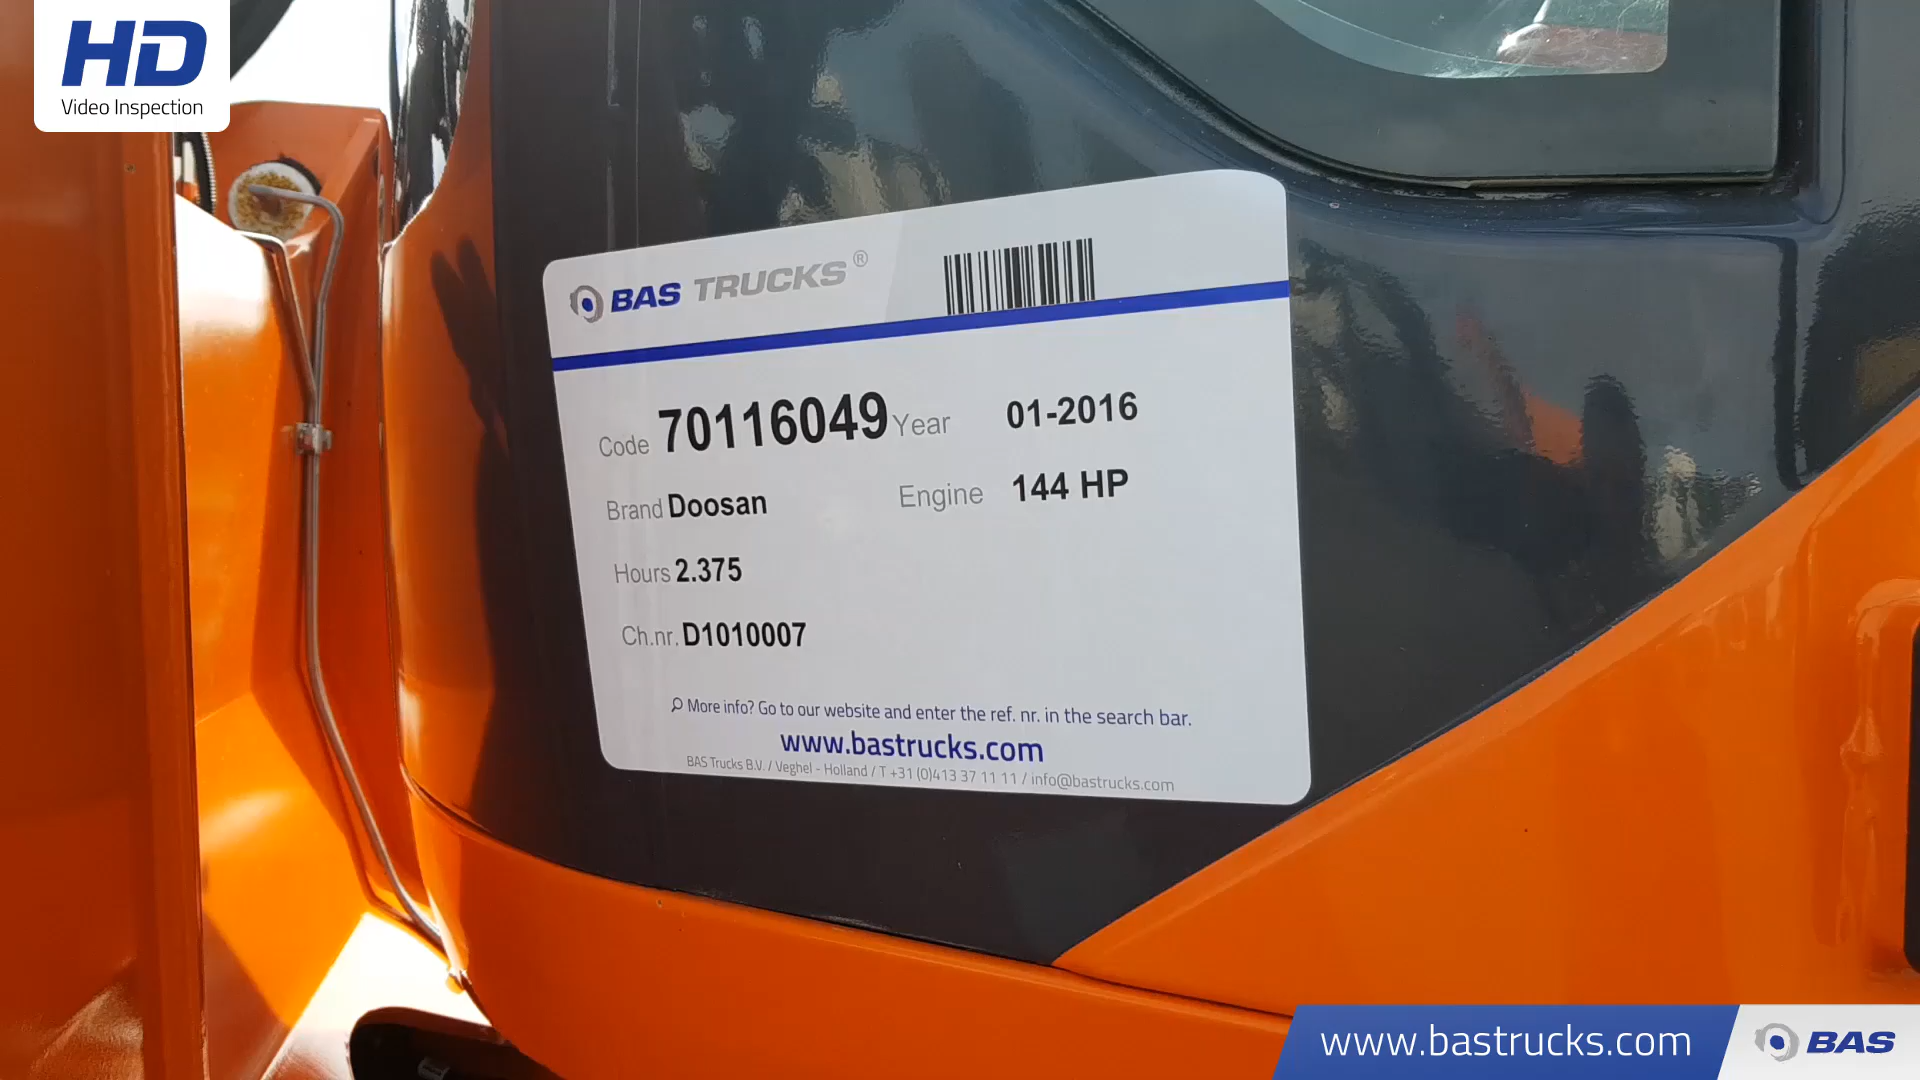 HD
Video Inspection
BAS TRUCKS®
Code 70116049 Year 01-2016
Brand Doosan Engine 144 HP
Hours 2.375
Ch.nr. D1010007
More info? Go to our website and enter the ref. nr. in the search bar.
www.bastrucks.com
BAS Trucks B.V. / Veghel - Holland / T +31 (0)413 37 11 11 / info@bastrucks.com
www.bastrucks.com BAS